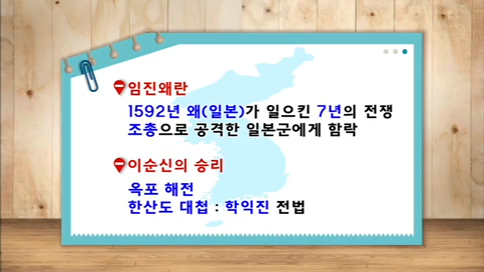 임진왜란
1592년 왜(일본)가 일으킨 7년의 전쟁
조총으로 공격한 일본군에게 함락
이순신의 승리
옥포 해전
한산도 대첩 : 학익진 전법